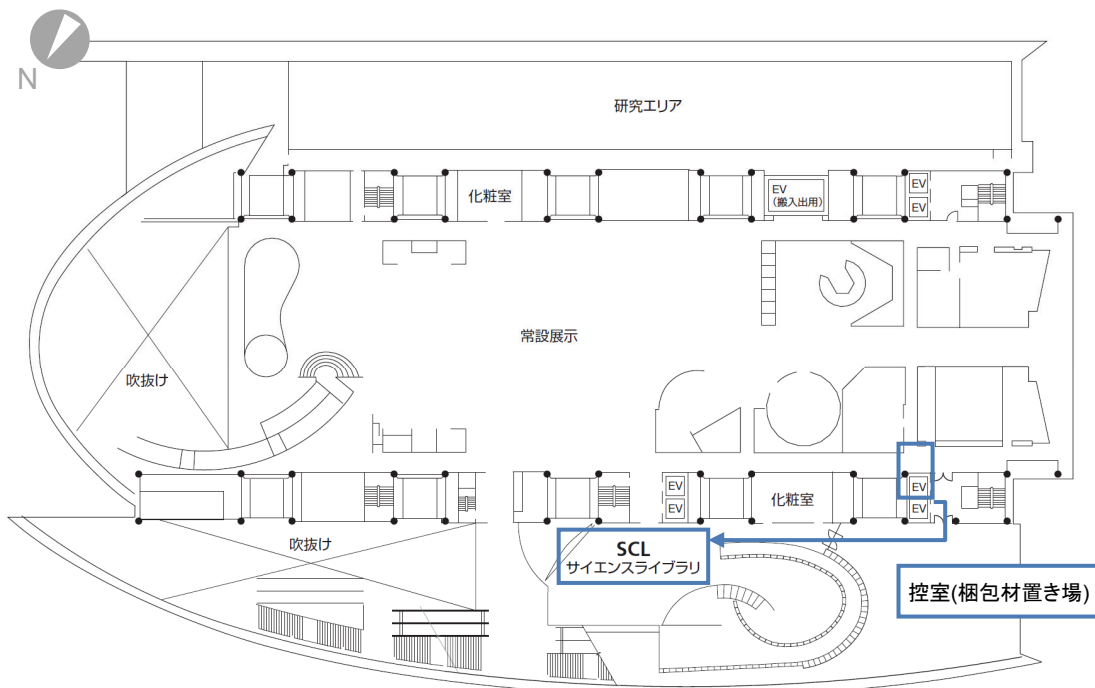 N
研究エリア
化粧室
EV
（搬入出用）
EV
EV
常設展示
吹抜け
EV
EV
化粧室
EV
EV
吹抜け
SCL
サイエンスライブラリ
控室(梱包材置き場)